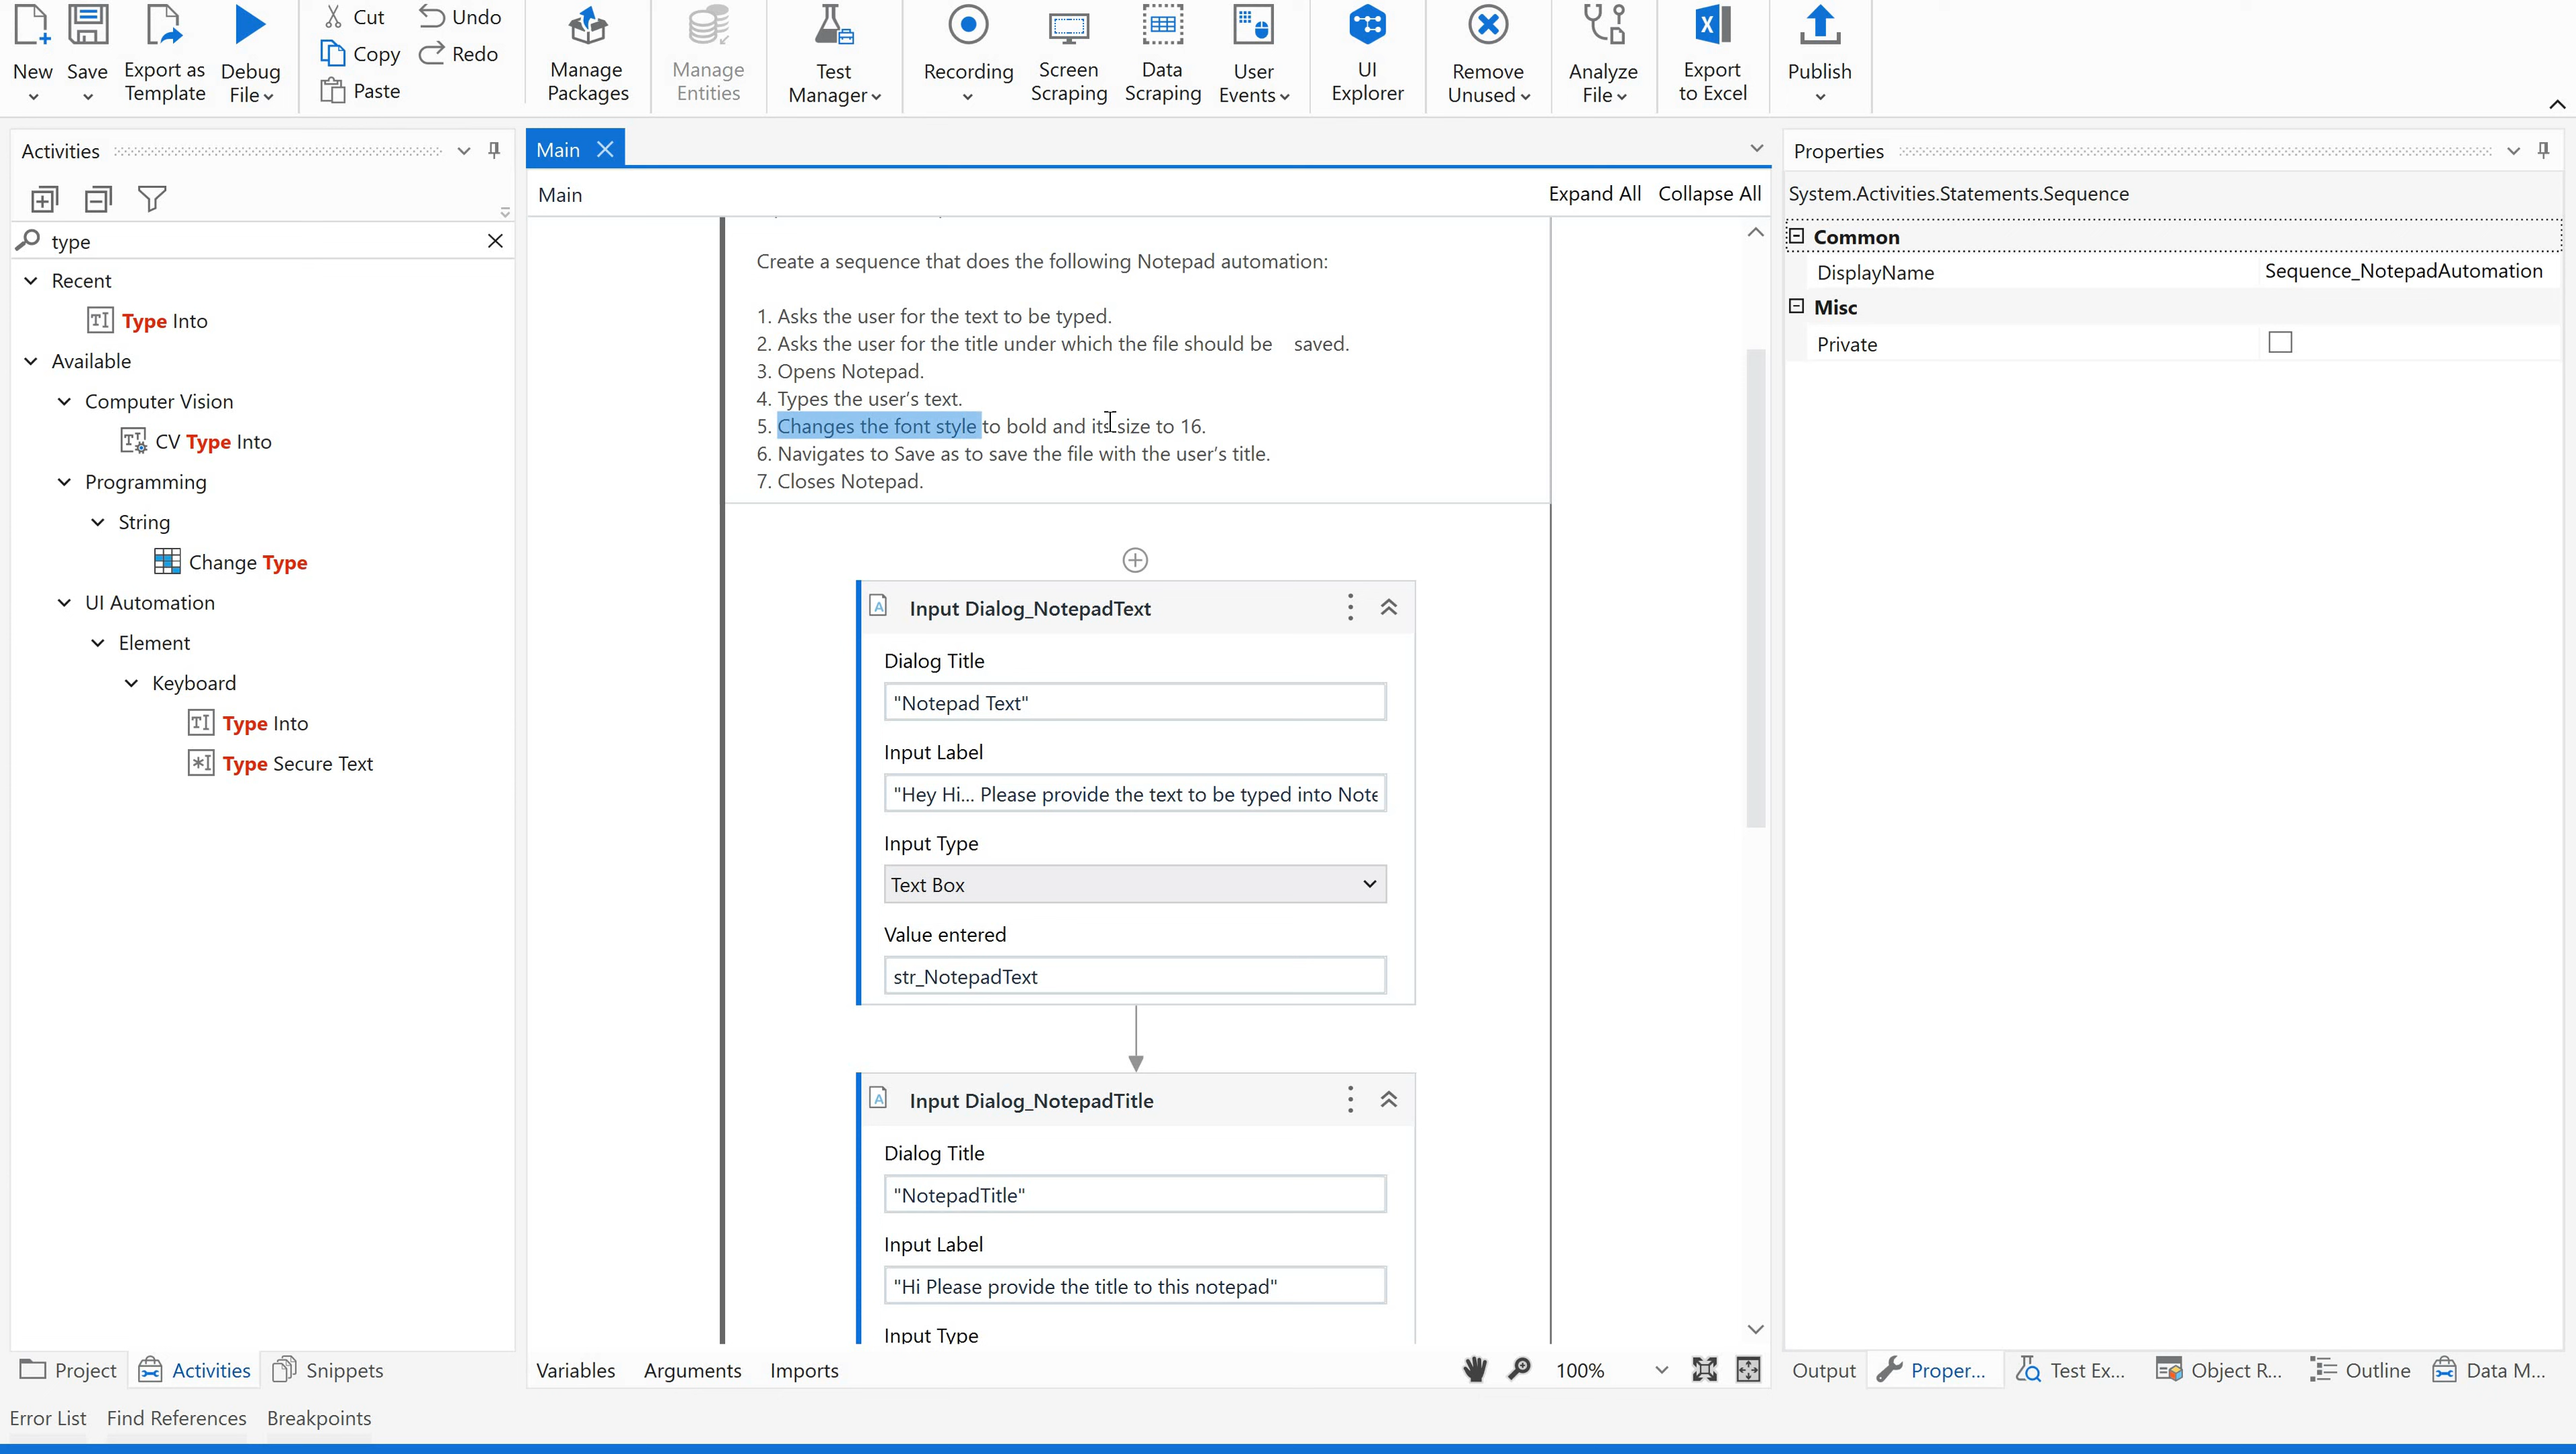 New
Save
Export as
Template
Debug
File
Cut
Copy
Paste
Undo
Redo
Manage
Packages
Manage
Entities
Test
Manager
Recording
Screen
Scraping
Data
Scraping
User
Events
UI
Explorer
Remove
Unused
Analyze
File
Export
to Excel
Publish
Activities
type
Recent
Type Into
Available
Computer Vision
CV Type Into
Programming
String
Change Type
UI Automation
Element
Keyboard
Type Into
Type Secure Text
Project
Activities
Snippets
Main
Main
Expand All
Collapse All
Create a sequence that does the following Notepad automation:
1. Asks the user for the text to be typed.
2. Asks the user for the title under which the file should be saved.
3. Opens Notepad.
4. Types the user's text.
5. Changes the font style to bold and its size to 16.
6. Navigates to Save as to save the file with the user's title.
7. Closes Notepad.
Input Dialog_NotepadText
Dialog Title
"Notepad Text"
Input Label
"Hey Hi... Please provide the text to be typed into Note
Input Type
Text Box
Value entered
str_NotepadText
Input Dialog_NotepadTitle
Dialog Title
"NotepadTitle"
Input Label
"Hi Please provide the title to this notepad"
Input Type
Variables
Arguments
Imports
100%
Properties
System.Activities.Statements.Sequence
Common
DisplayName
Sequence_NotepadAutomation
Misc
Private
Output
Proper...
Test Ex...
Object R...
Outline
Data M...
Error List
Find References
Breakpoints